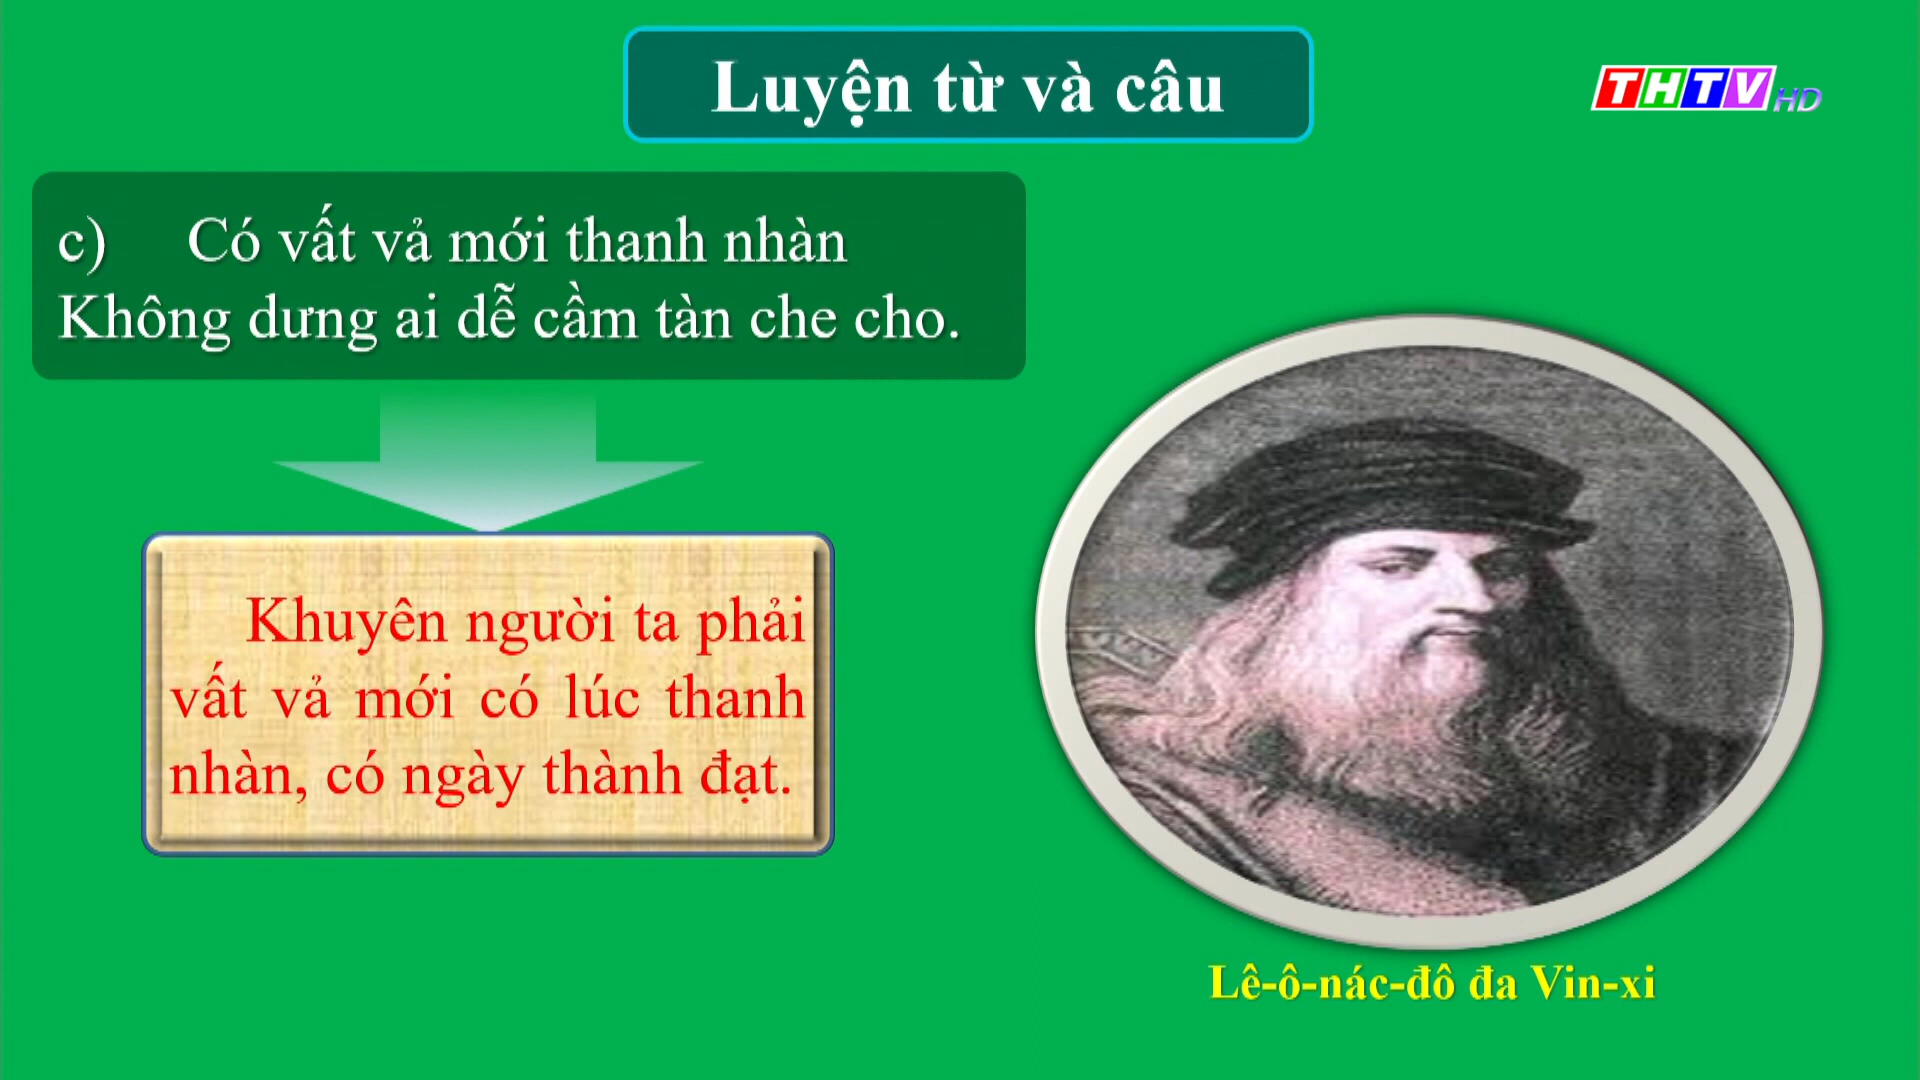 Luyện từ và câu
THTV HD
c) Có vất vả mới thanh nhàn
Không dưng ai dễ cầm tàn che cho.
Khuyên người ta phải
vất vả mới có lúc thanh
nhàn, có ngày thành đạt.
Lê-ô-nác-đô đa Vin-xi